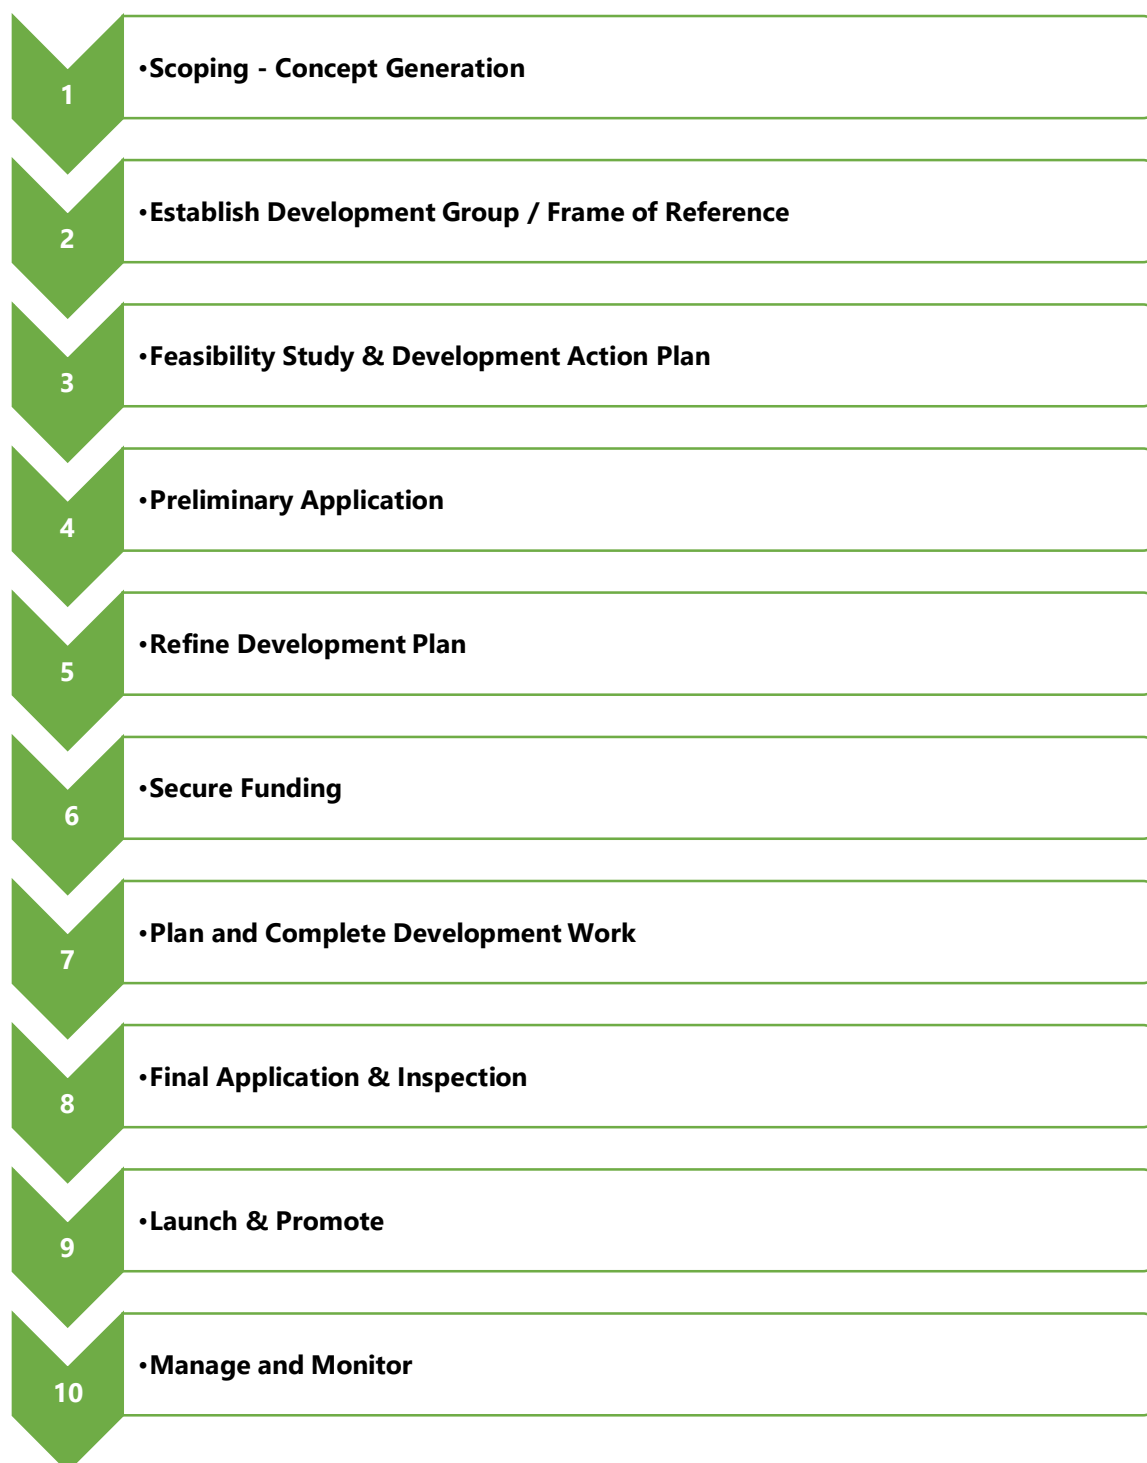 1
•Scoping - Concept Generation
2
•Establish Development Group / Frame of Reference
3
•Feasibility Study & Development Action Plan
4
•Preliminary Application
5
•Refine Development Plan
6
•Secure Funding
7
•Plan and Complete Development Work
8
•Final Application & Inspection
9
•Launch & Promote
10
•Manage and Monitor